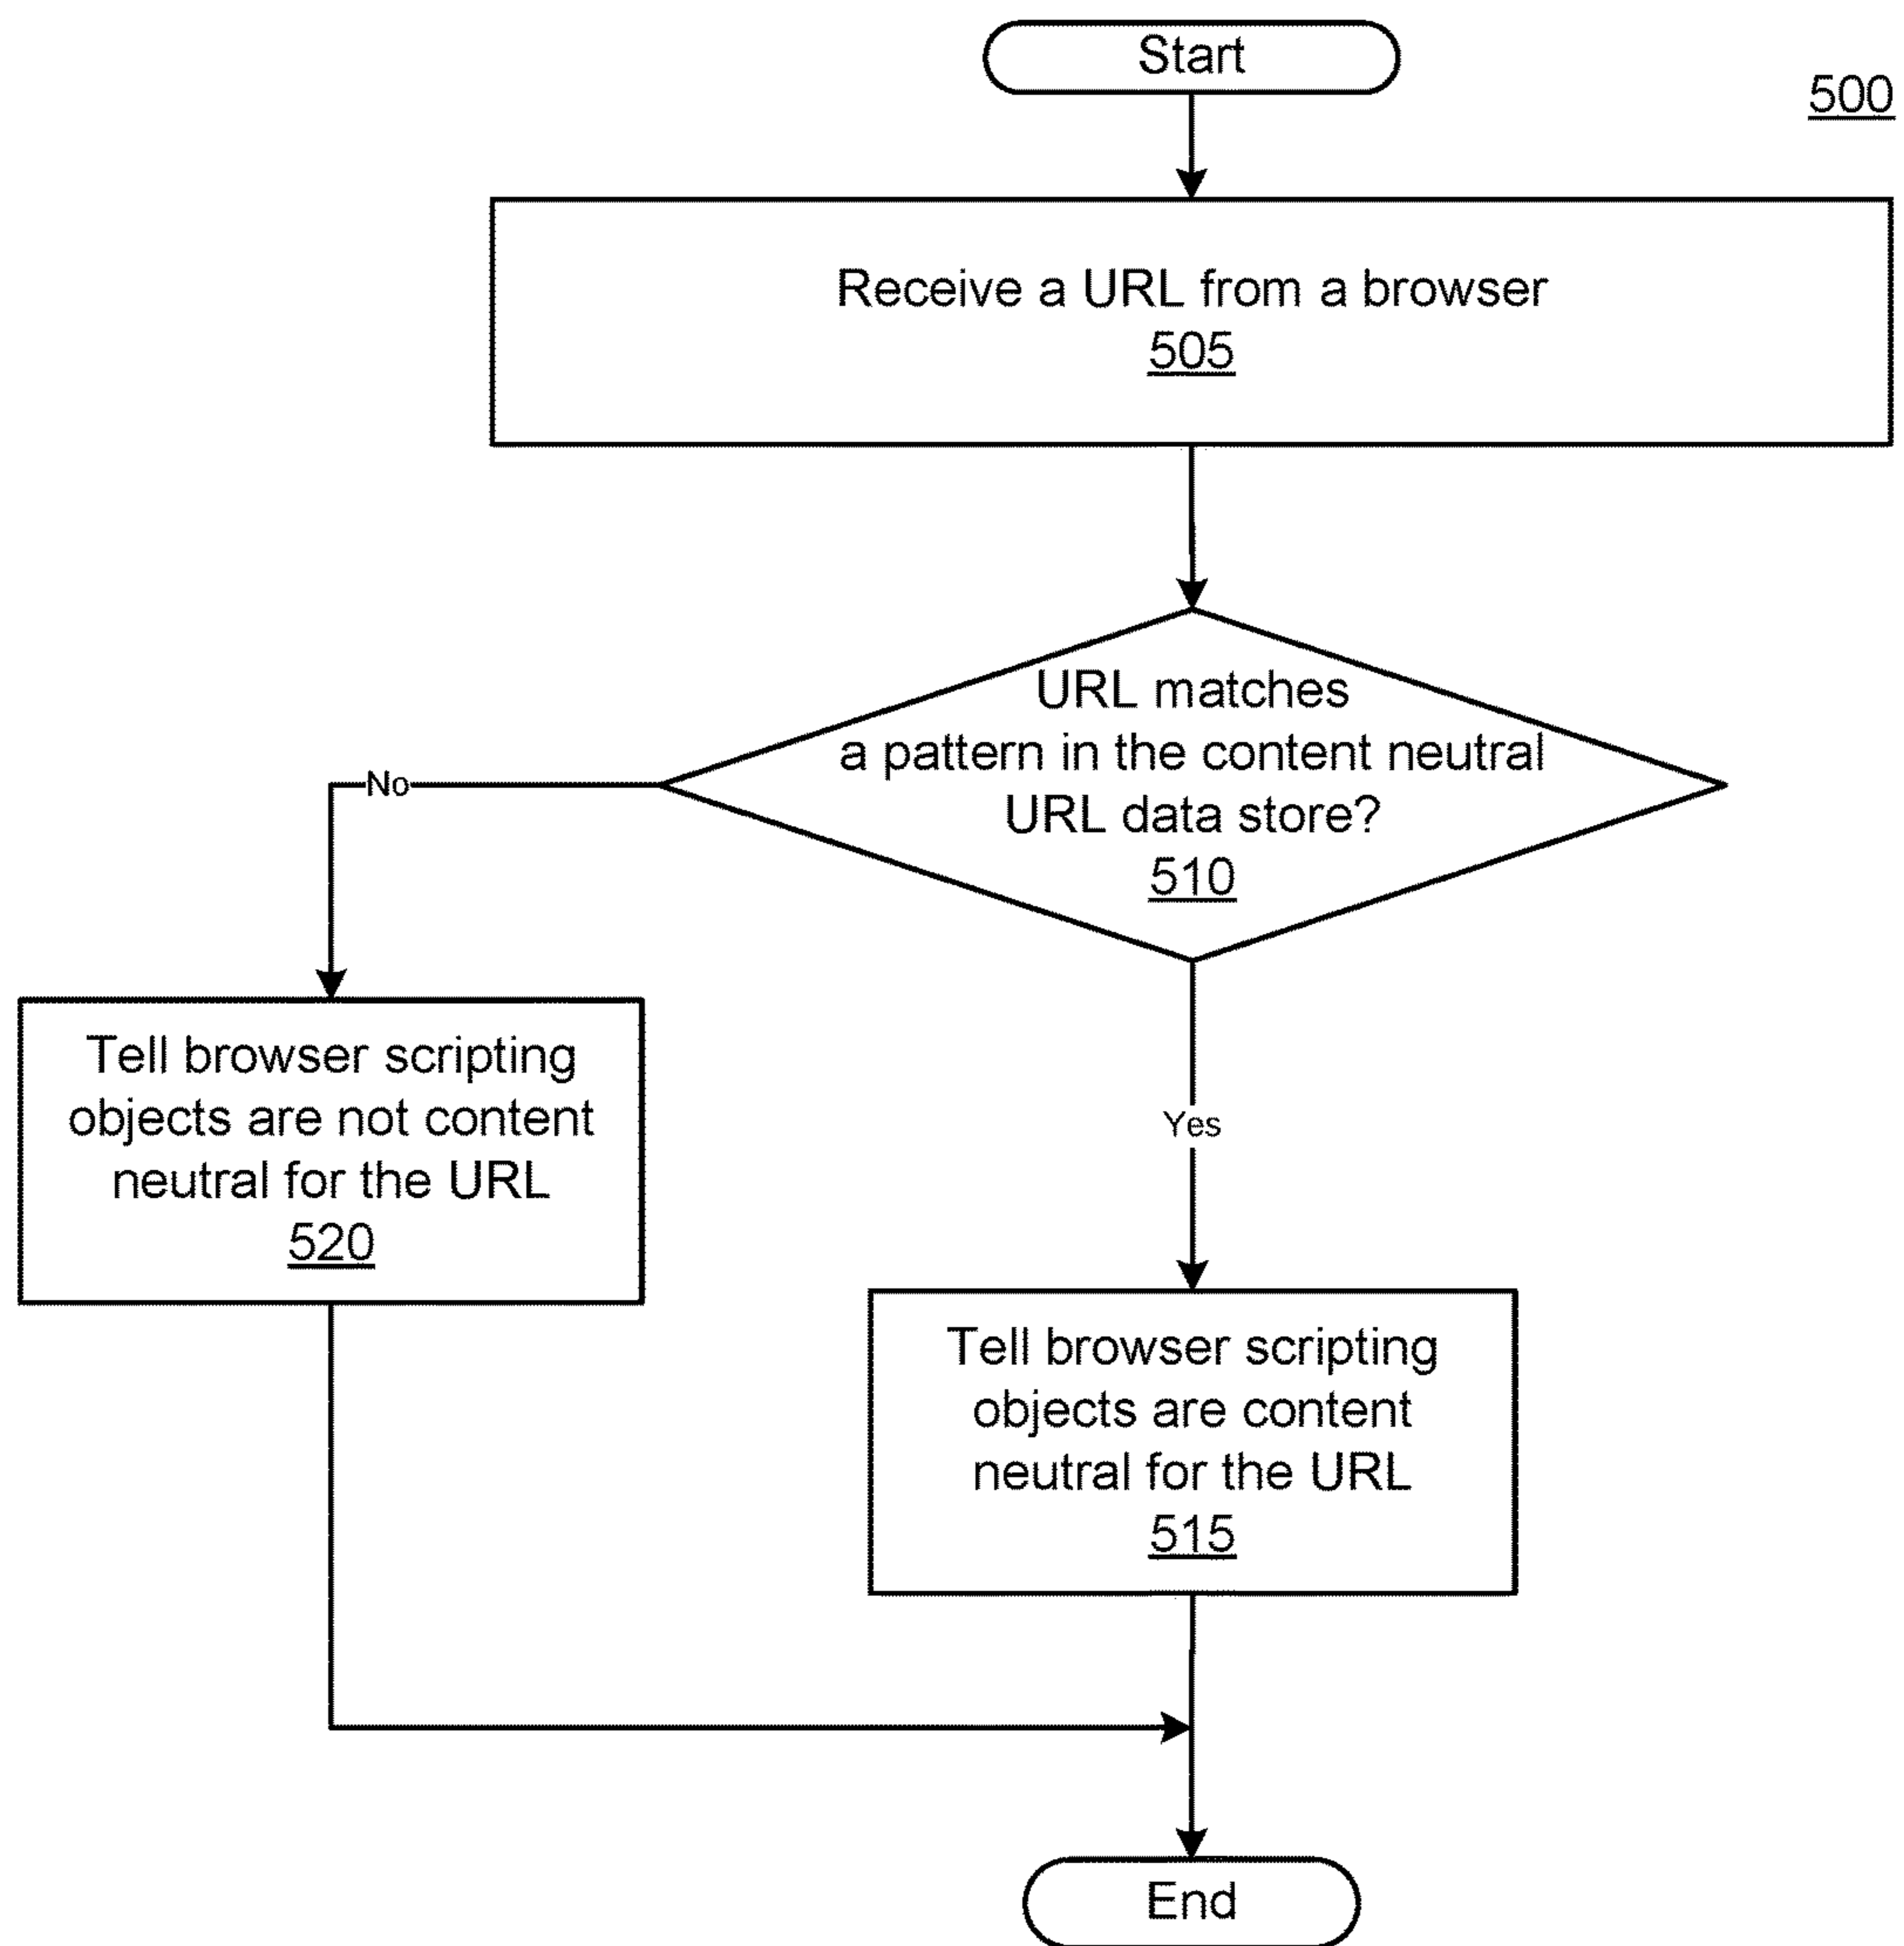 Start
500
Receive a URL from a browser
505
URL matches
a pattern in the content neutral
URL data store?
510
No
Yes
Tell browser scripting
objects are not content
neutral for the URL
520
Tell browser scripting
objects are content
neutral for the URL
515
End